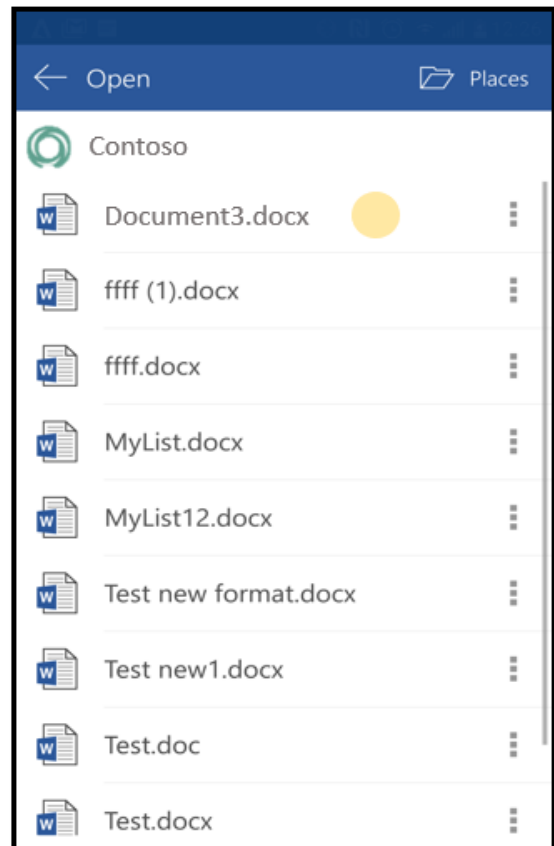 Open
Places
Contoso
Document3.docx
ffff (1).docx
ffff.docx
MyList.docx
MyList12.docx
Test new format.docx
Test new1.docx
Test.doc
Test.docx